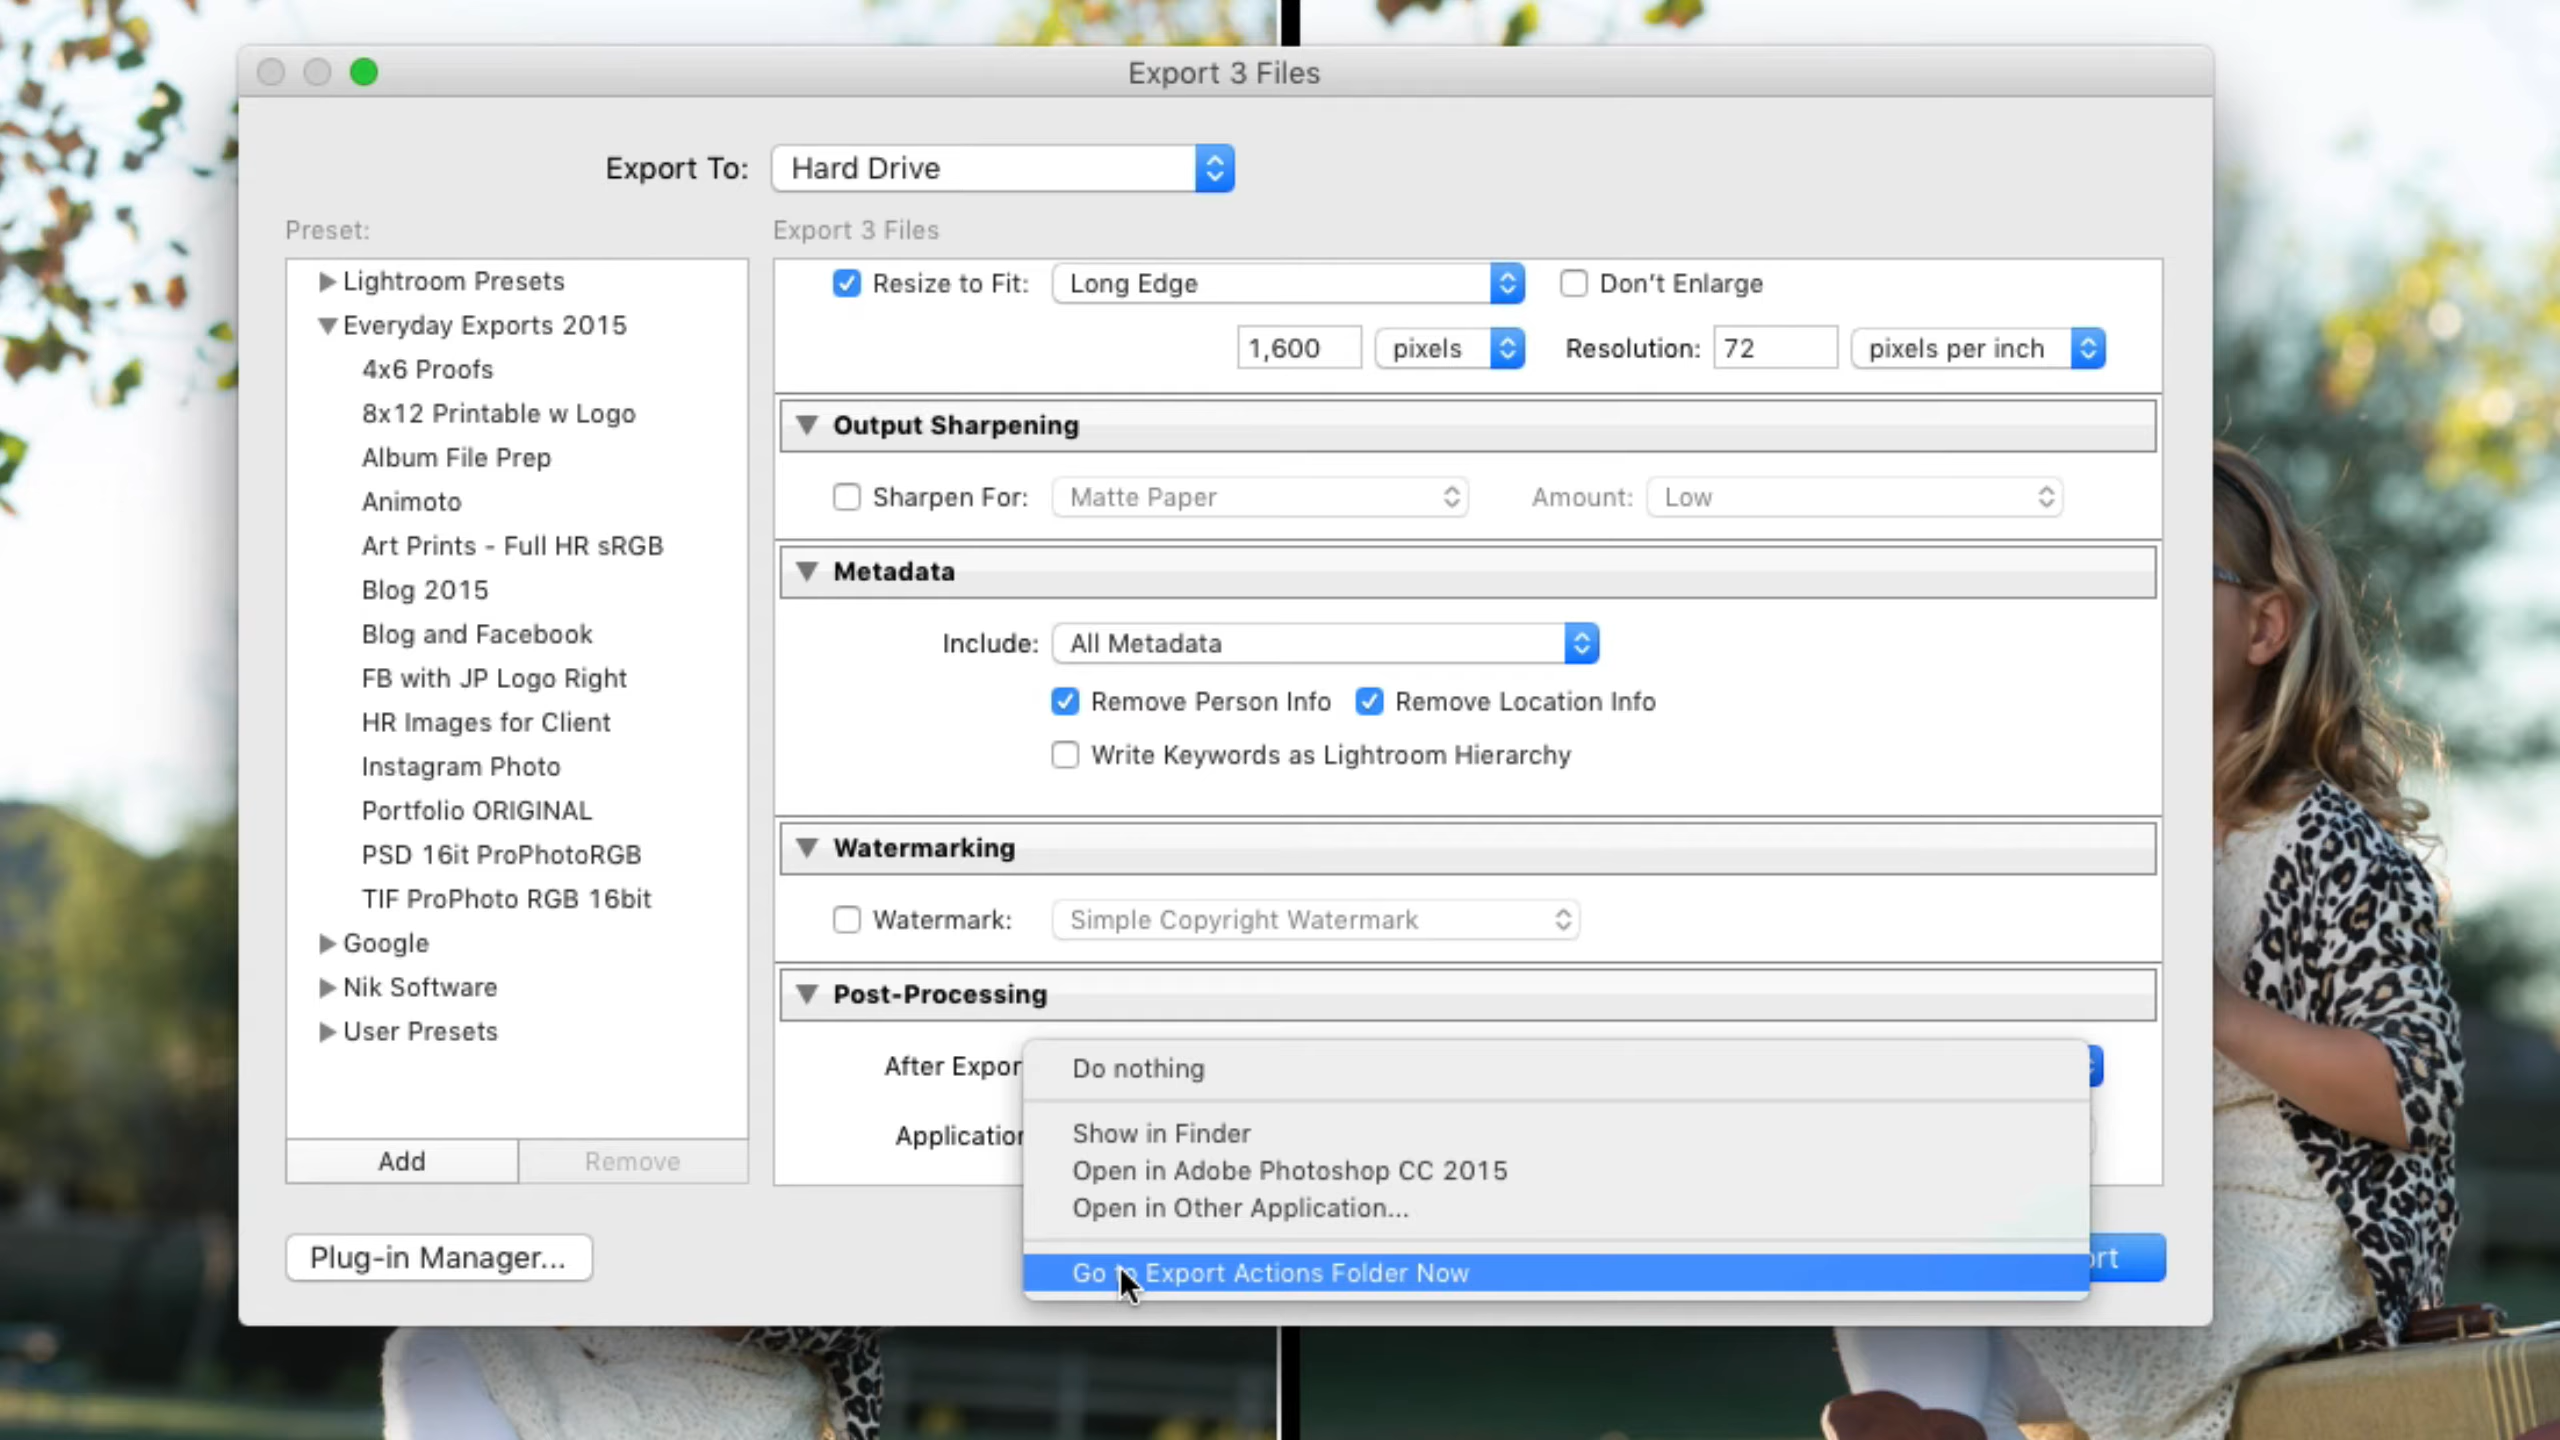 Export 3 Files
Export To: Hard Drive
Preset:
Export 3 Files
Lightroom Presets
Everyday Exports 2015
4x6 Proofs
8x12 Printable w Logo
Album File Prep
Animoto
Art Prints - Full HR sRGB
Blog 2015
Blog and Facebook
FB with JP Logo Right
HR Images for Client
Instagram Photo
Portfolio ORIGINAL
PSD 16it ProPhotoRGB
TIF ProPhoto RGB 16bit
Google
Nik Software
User Presets
Add Remove
Plug-in Manager...
Resize to Fit: Long Edge Don't Enlarge
1,600 pixels Resolution: 72 pixels per inch
Output Sharpening
Sharpen For: Matte Paper Amount: Low
Metadata
Include: All Metadata
Remove Person Info Remove Location Info
Write Keywords as Lightroom Hierarchy
Watermarking
Watermark: Simple Copyright Watermark
Post-Processing
After Expor
Do nothing
Show in Finder
Application
Open in Adobe Photoshop CC 2015
Open in Other Application...
Go to Export Actions Folder Now
rt